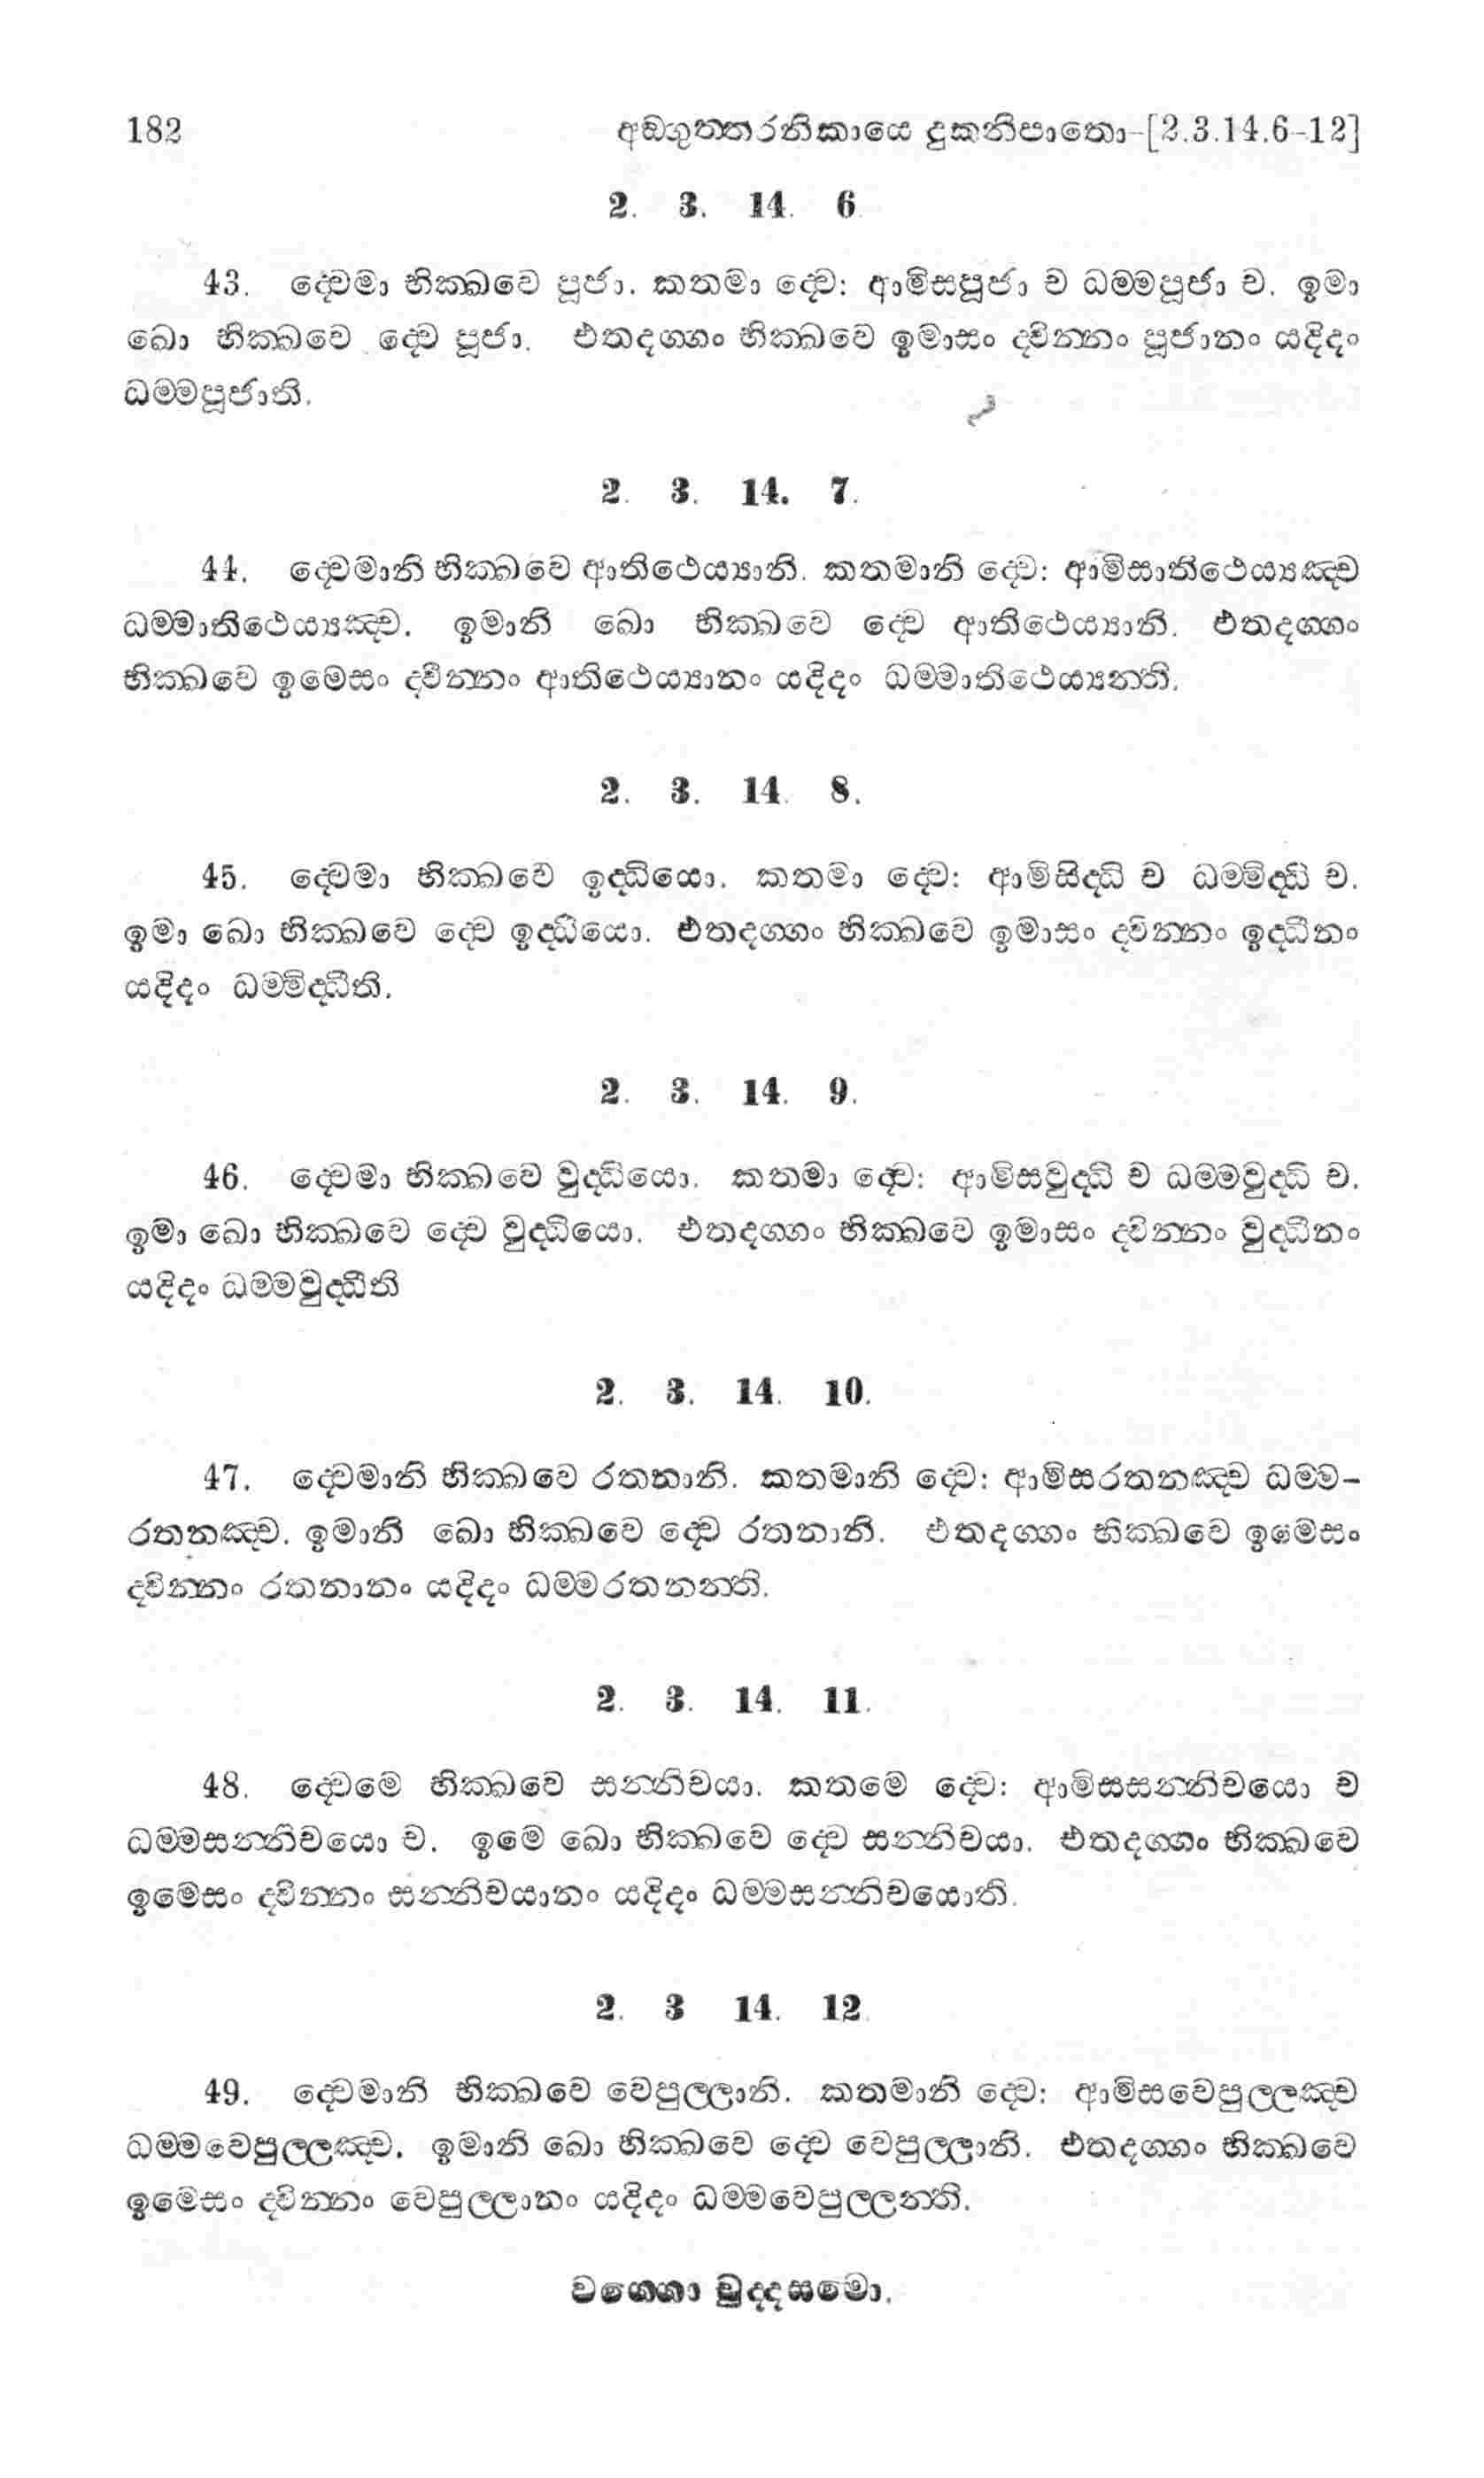 182 අඞ්ගුත්තරනිකායෙ දුකනිපාතො-[2.3.14.6-12]
2. 3. 14. 6
43. ද්වෙමා භික්ඛවෙ පූජා. කතමා ද්වෙ: ආමිසපූජා ච ධම්මපූජා ච. ඉමා
ඛො භික්ඛවෙ ද්වෙ පූජා. එතදග්ගං භික්ඛවෙ ඉමාසං ද්වින්නං පූජානං යදිදං
ධම්මපූජාති.
2. 3. 14. 7.
44. ද්වෙමානි භික්ඛවෙ ආතිථෙය්‍යානි. කතමානි ද්වෙ: ආමිසාතිථෙය්‍යඤ්ච
ධම්මාතිථෙය්‍යඤ්ච. ඉමානි ඛො භික්ඛවෙ ද්වෙ ආතිථෙය්‍යානි. එතදග්ගං
භික්ඛවෙ ඉමෙසං ද්වින්නං ආතිථෙය්‍යානං යදිදං ධම්මාතිථෙය්‍යන්ති.
2. 3. 14. 8.
45. ද්වෙමා භික්ඛවෙ ඉද්ධියො. කතමා ද්වෙ: ආමිසිද්ධි ච ධම්මිද්ධි ච.
ඉමා ඛො භික්ඛවෙ ද්වෙ ඉද්ධියො. එතදග්ගං භික්ඛවෙ ඉමාසං ද්වින්නං ඉද්ධීනං
යදිදං ධම්මිද්ධීති.
2. 3. 14. 9.
46. ද්වෙමා භික්ඛවෙ වුද්ධියො. කතමා ද්වෙ: ආමිසවුද්ධි ච ධම්මවුද්ධි ච.
ඉමා ඛො භික්ඛවෙ ද්වෙ වුද්ධියො. එතදග්ගං භික්ඛවෙ ඉමාසං ද්වින්නං වුද්ධීනං
යදිදං ධම්මවුද්ධීති
2. 3. 14. 10.
47. ද්වෙමානි භික්ඛවෙ රතනානි. කතමානි ද්වෙ: ආමිසරතනඤ්ච ධම්ම-
රතනඤ්ච. ඉමානි ඛො භික්ඛවෙ ද්වෙ රතනානි. එතදග්ගං භික්ඛවෙ ඉමෙසං
ද්වින්නං රතනානං යදිදං ධම්මරතනන්ති.
2. 3. 14. 11.
48. ද්වෙමෙ භික්ඛවෙ සන්නිචයා. කතමෙ ද්වෙ: ආමිසසන්නිචයො ච
ධම්මසන්නිචයො ච. ඉමෙ ඛො භික්ඛවෙ ද්වෙ සන්නිචයා. එතදග්ගං භික්ඛවෙ
ඉමෙසං ද්වින්නං සන්නිචයානං යදිදං ධම්මසන්නිචයොති.
2. 3 14. 12.
49. ද්වෙමානි භික්ඛවෙ වෙපුල්ලානි. කතමානි ද්වෙ: ආමිසවෙපුල්ලඤ්ච
ධම්මවෙපුල්ලඤ්ච. ඉමානි ඛො භික්ඛවෙ ද්වෙ වෙපුල්ලානි. එතදග්ගං භික්ඛවෙ
ඉමෙසං ද්වින්නං වෙපුල්ලානං යදිදං ධම්මවෙපුල්ලන්ති.
වග්ගො චුද්දසමො.